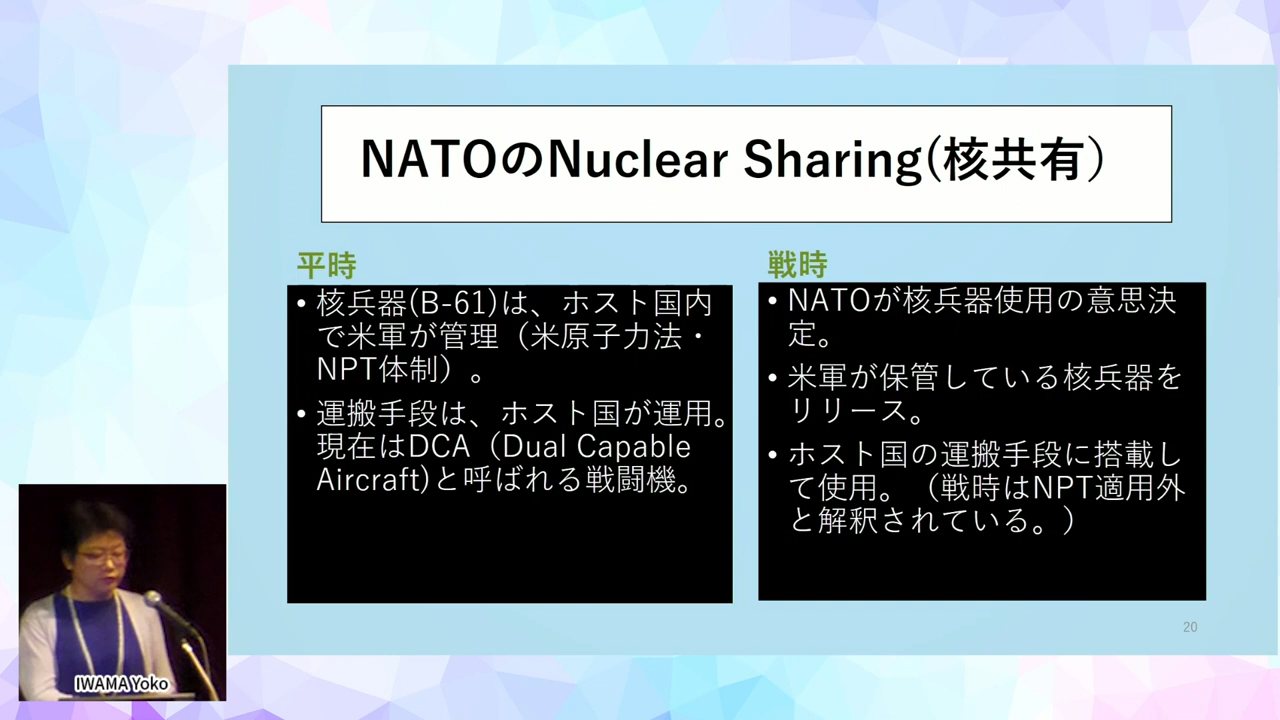 NATOのNuclear Sharing(核共有）
平時
• 核兵器(B-61)は、ホスト国内
で米軍が管理（米原子力法・
NPT体制）。
• 運搬手段は、ホスト国が運用。
現在はDCA（Dual Capable
Aircraft)と呼ばれる戦闘機。
戦時
• NATOが核兵器使用の意思決
定。
• 米軍が保管している核兵器を
リリース。
• ホスト国の運搬手段に搭載し
て使用。（戦時はNPT適用外
と解釈されている。）
20
IWAMA Yoko